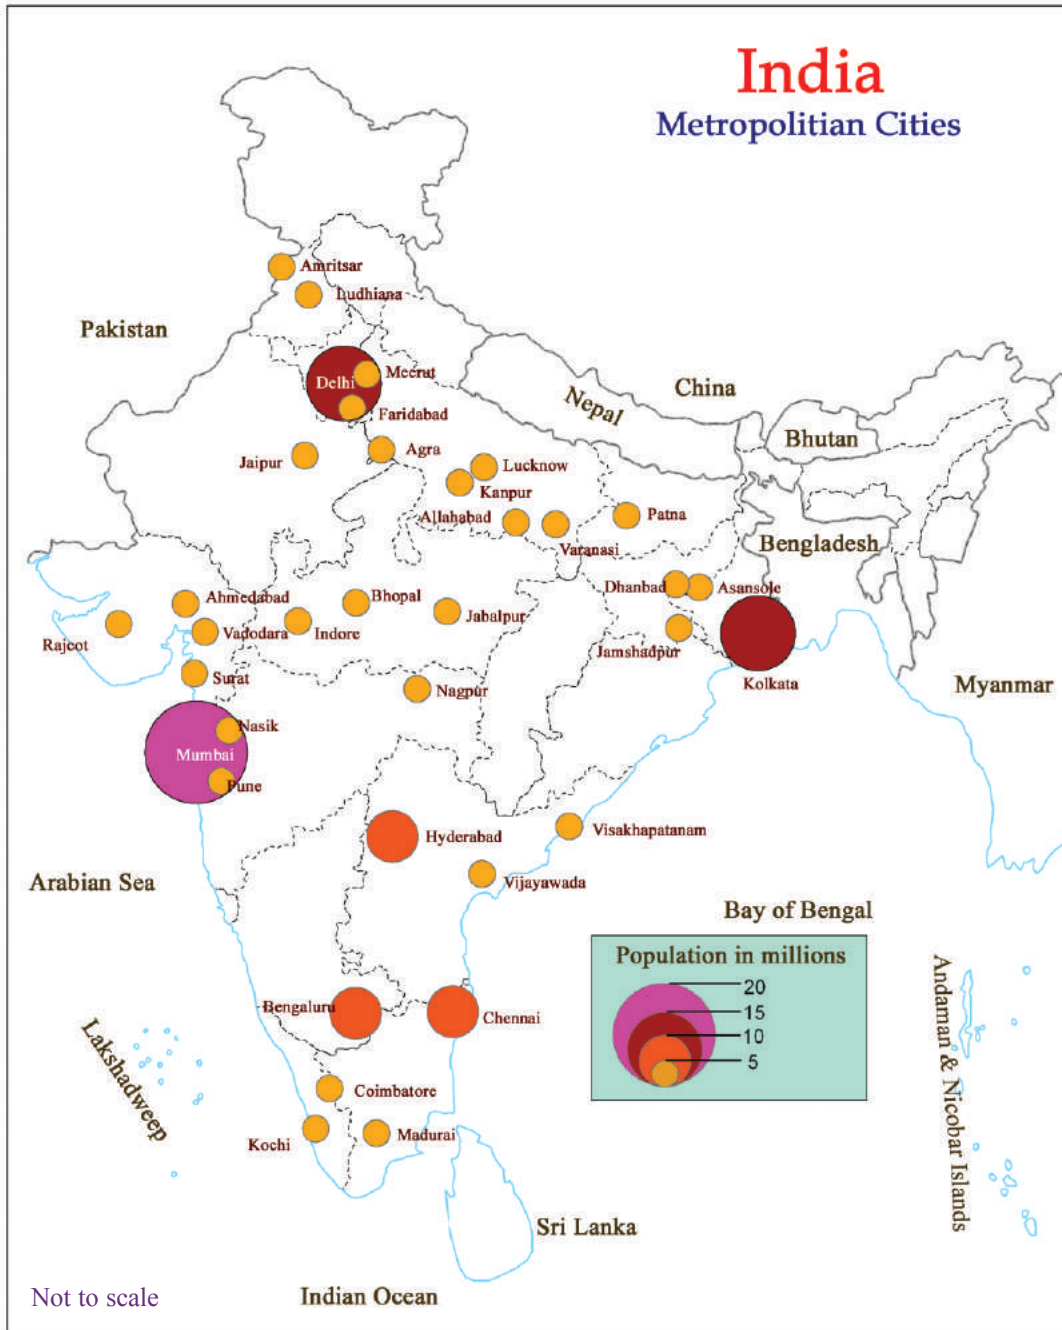 India
Metropolitian Cities
Amritsar
Ludhiana
Pakistan
Delhi
Meerut
China
Nepal
Faridabad
Bhutan
Jaipur
Agra
Lucknow
Kanpur
Allahabad
Patna
Varanasi
Bengladesh
Dhanbad
Asansole
Ahmedabad
Bhopal
Rajcot
Vadodara
Indore
Jabalpur
Jamshadpur
Surat
Kolkata
Myanmar
Nagpur
Nasik
Mumbai
Pune
Hyderabad
Visakhapatanam
Arabian Sea
Vijayawada
Bay of Bengal
Population in millions
20
15
10
5
Bengaluru
Chennai
Lakshadweep
Andaman & Nicobar Islands
Coimbatore
Kochi
Madurai
Sri Lanka
Not to scale
Indian Ocean